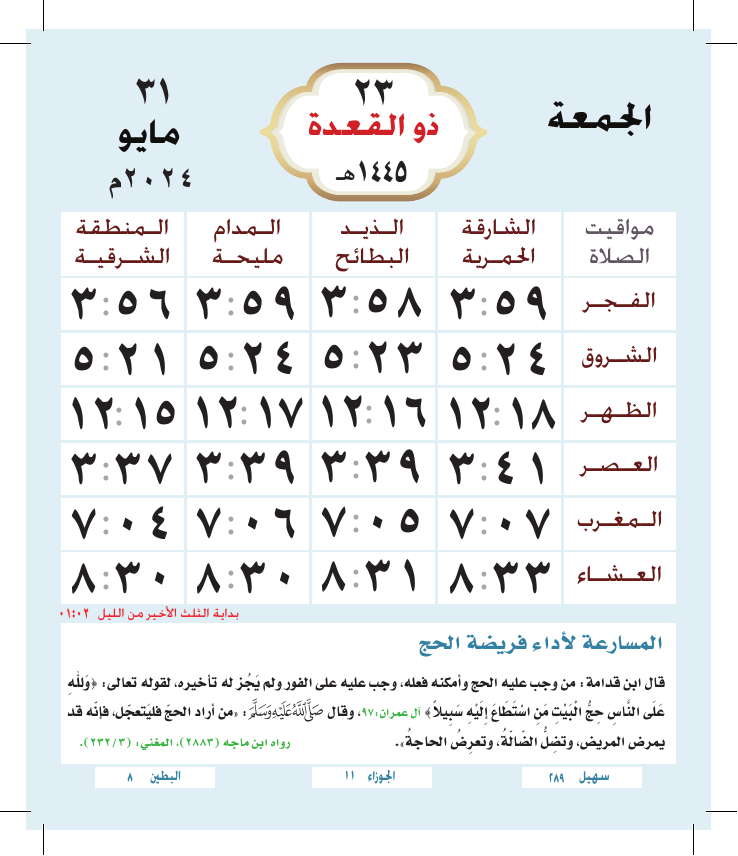 الجمعة
٢٣
ذو القعدة
١٤٤٥هـ
٣١
مايو
٢٠٢٤م
مواقيت الصلاة	الشارقة الحمرية	الذيد البطائح	المدام مليحة	المنطقة الشرقية
الفجر	٣:٥٩	٣:٥٨	٣:٥٩	٣:٥٦
الشروق	٥:٢٤	٥:٢٣	٥:٢٤	٥:٢١
الظهر	١٢:١٨	١٢:١٦	١٢:١٧	١٢:١٥
العصر	٣:٤١	٣:٣٩	٣:٣٩	٣:٣٧
المغرب	٧:٠٧	٧:٠٥	٧:٠٦	٧:٠٤
العشاء	٨:٣٣	٨:٣١	٨:٣٠	٨:٣٠
بداية الثلث الأخير من الليل ٠١:٠٢
المسارعة لأداء فريضة الحج
قال ابن قدامة: من وجب عليه الحج وأمكنه فعله، وجب عليه على الفور ولم يَجُز له تأخيره، لقوله تعالى: ﴿وَلله
عَلَى النَّاسِ حِجُّ الْبَيْتِ مَنِ اسْتَطَاعَ إِلَيْهِ سَبِيلاً﴾ آل عمران: ٩٧، وقال صَلَّى اللَّهُ عَلَيْهِ وَسَلَّمَ: «من أراد الحجّ فليَتعجّل، فإنّه قد
يمرض المريض، وتضلُّ الضّالّةُ، وتعرِضُ الحاجةُ». رواه ابن ماجه (٢٨٨٣)، المغني: (٢٣٢/٣).
سهيل ٢٨٩
الجوزاء ١١
البطين ٨